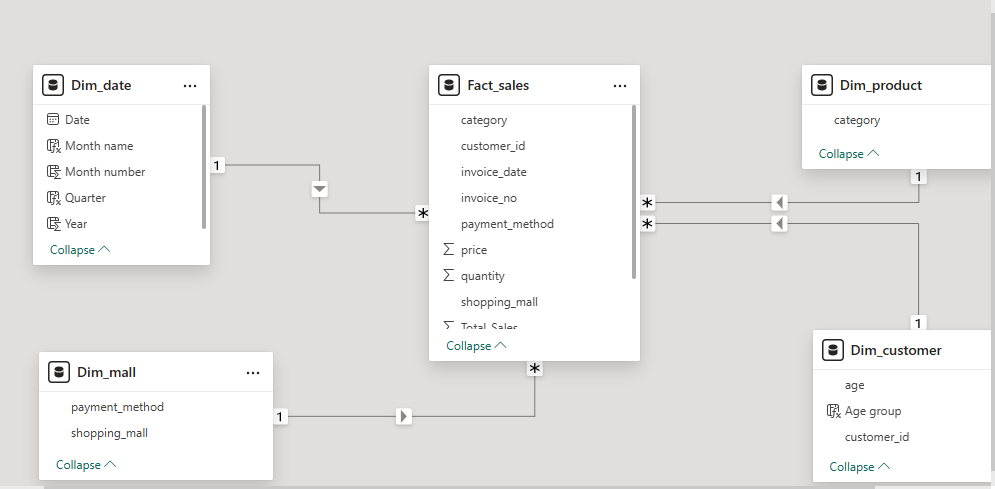 Dim_date
Date
Month name
Month number
Quarter
Year
Collapse
1
*
Fact_sales
category
customer_id
invoice_date
invoice_no
payment_method
Σ price
Σ quantity
shopping_mall
Σ Total_Sales
Collapse
*
*
*
Dim_product
category
Collapse
1
Dim_mall
payment_method
shopping_mall
Collapse
1
1
Dim_customer
age
Age group
customer_id
Collapse